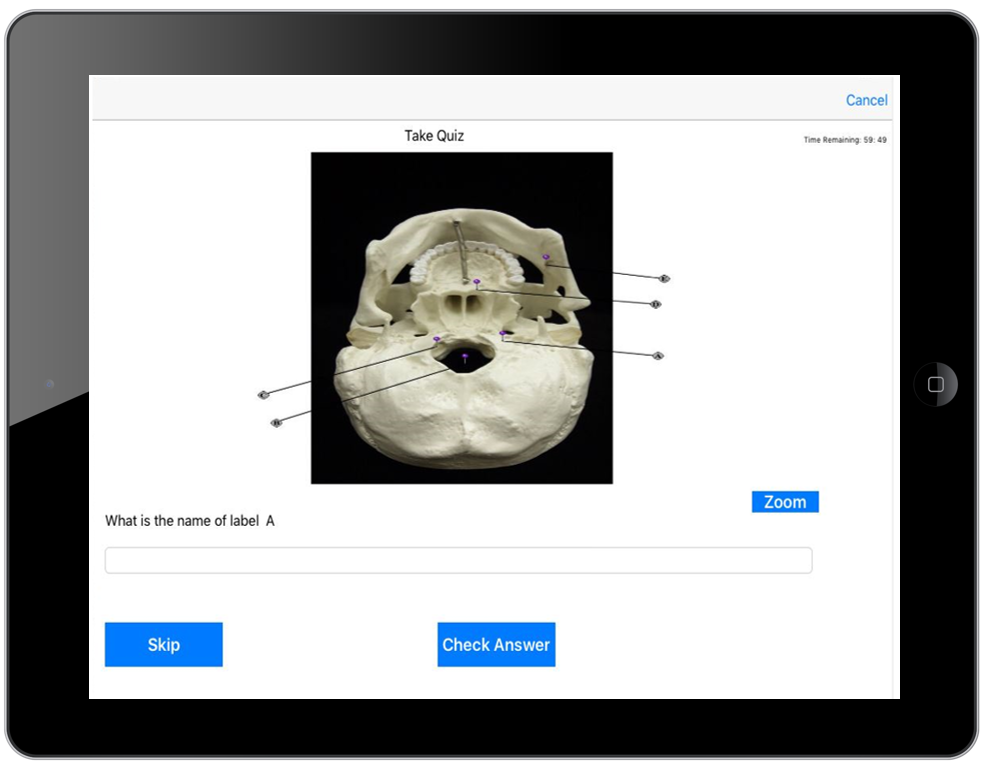 Cancel
Take Quiz
Time Remaining: 59: 49
E
D
A
C
B
Zoom
What is the name of label  A
Skip
Check Answer